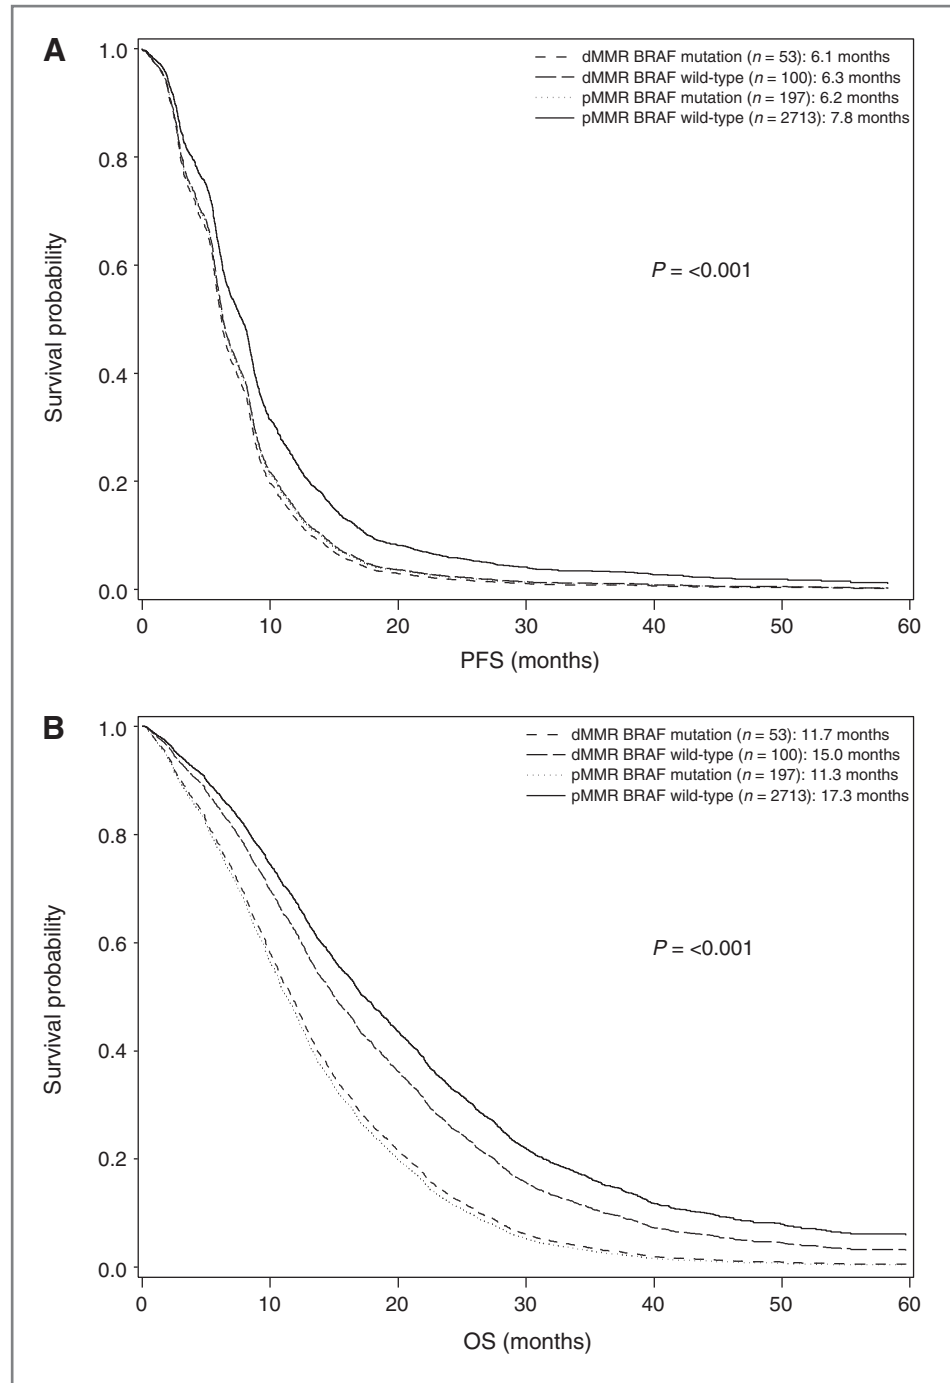 A
dMMR BRAF mutation (n = 53): 6.1 months
dMMR BRAF wild-type (n = 100): 6.3 months
pMMR BRAF mutation (n = 197): 6.2 months
pMMR BRAF wild-type (n = 2713): 7.8 months
P = <0.001
Survival probability
1.0
0.8
0.6
0.4
0.2
0.0
0 10 20 30 40 50 60
PFS (months)
B
dMMR BRAF mutation (n = 53): 11.7 months
dMMR BRAF wild-type (n = 100): 15.0 months
pMMR BRAF mutation (n = 197): 11.3 months
pMMR BRAF wild-type (n = 2713): 17.3 months
P = <0.001
Survival probability
1.0
0.8
0.6
0.4
0.2
0.0
0 10 20 30 40 50 60
OS (months)